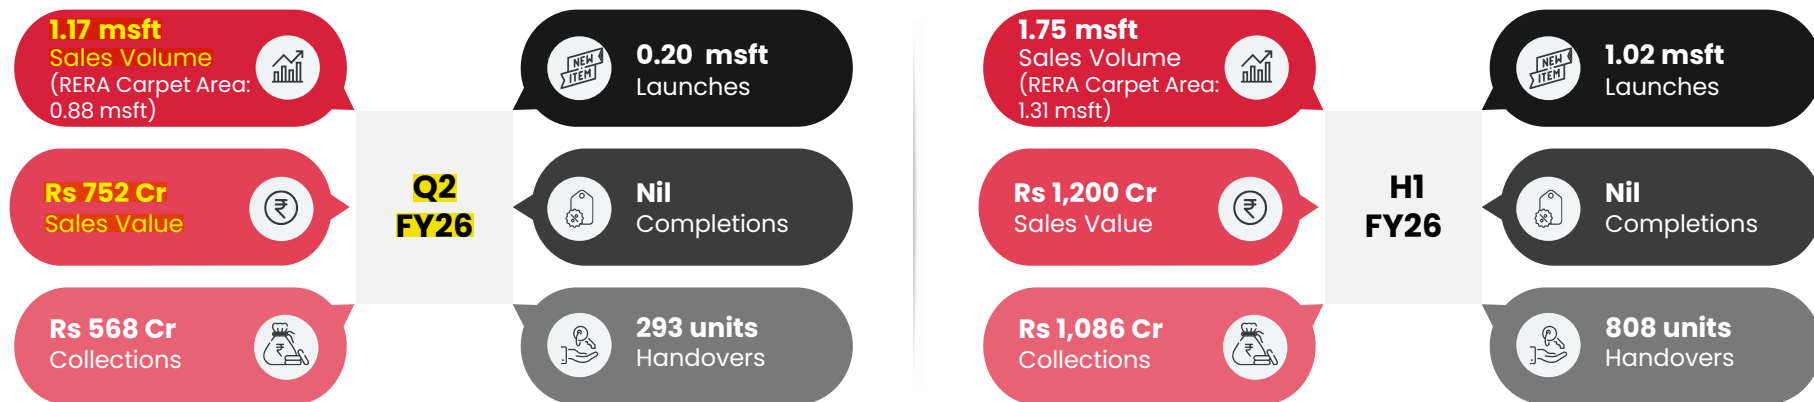 1.17 msft
Sales Volume
(RERA Carpet Area:
0.88 msft)
Rs 752 Cr
Sales Value
Rs 568 Cr
Collections
Q2
FY26
0.20 msft
Launches
NEW
ITEM
Nil
Completions
293 units
Handovers
1.75 msft
Sales Volume
(RERA Carpet Area:
1.31 msft)
Rs 1,200 Cr
Sales Value
Rs 1,086 Cr
Collections
H1
FY26
1.02 msft
Launches
NEW
ITEM
Nil
Completions
808 units
Handovers